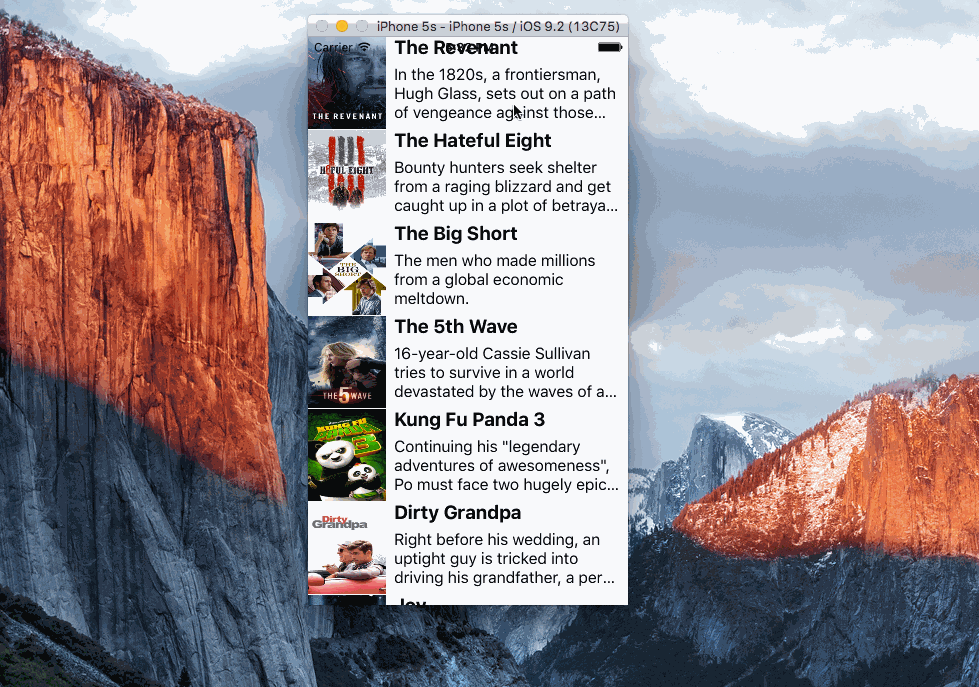 iPhone 5s - iPhone 5s / iOS 9.2 (13C75)
Carrier
The Revenant
In the 1820s, a frontiersman,
Hugh Glass, sets out on a path
of vengeance against those...
THE REVENANT
The Hateful Eight
Bounty hunters seek shelter
from a raging blizzard and get
caught up in a plot of betraya...
The Big Short
The men who made millions
from a global economic
meltdown.
THE
BIG
SHORT
The 5th Wave
16-year-old Cassie Sullivan
tries to survive in a world
devastated by the waves of a...
THE 5 WAVE
Kung Fu Panda 3
Continuing his "legendary
adventures of awesomeness",
Po must face two hugely epic...
KUNG FU
PANDA
3
Dirty Grandpa
Right before his wedding, an
uptight guy is tricked into
driving his grandfather, a per...
Dirty
Grandpa
Joy